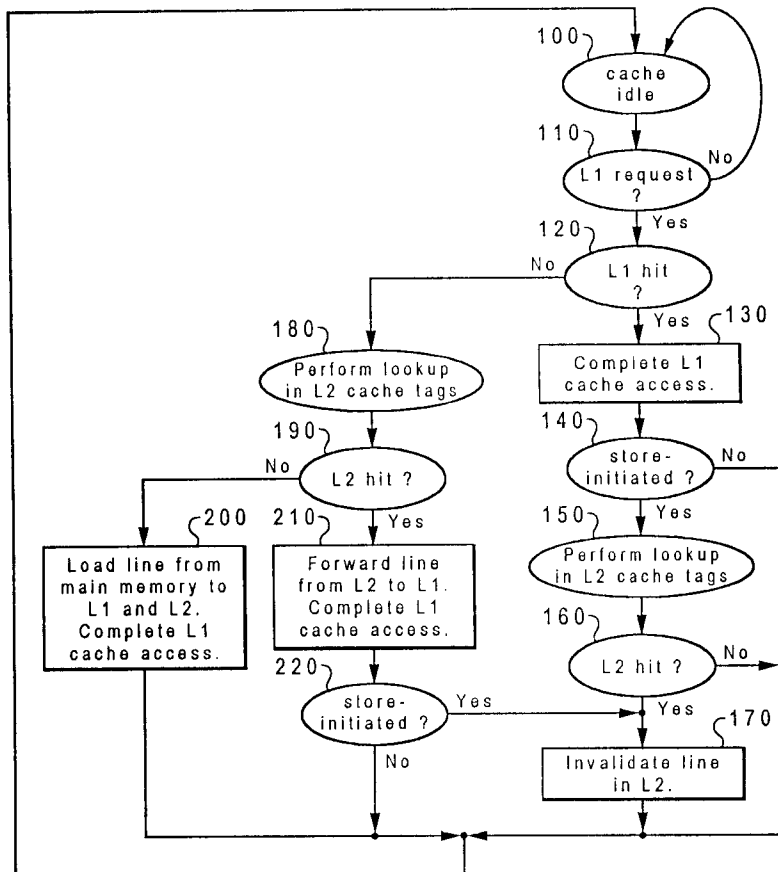 100
cache
idle
110
L1 request
?
No
Yes
120
L1 hit
?
No
Yes
130
Complete L1
cache access.
140
store-
initiated ?
No
Yes
150
Perform lookup
in L2 cache tags
160
L2 hit ?
No
Yes
170
Invalidate line
in L2.
180
Perform lookup
in L2 cache tags
190
L2 hit ?
No
Yes
200
Load line from
main memory to
L1 and L2.
Complete L1
cache access.
210
Forward line
from L2 to L1.
Complete L1
cache access.
220
store-
initiated ?
Yes
No